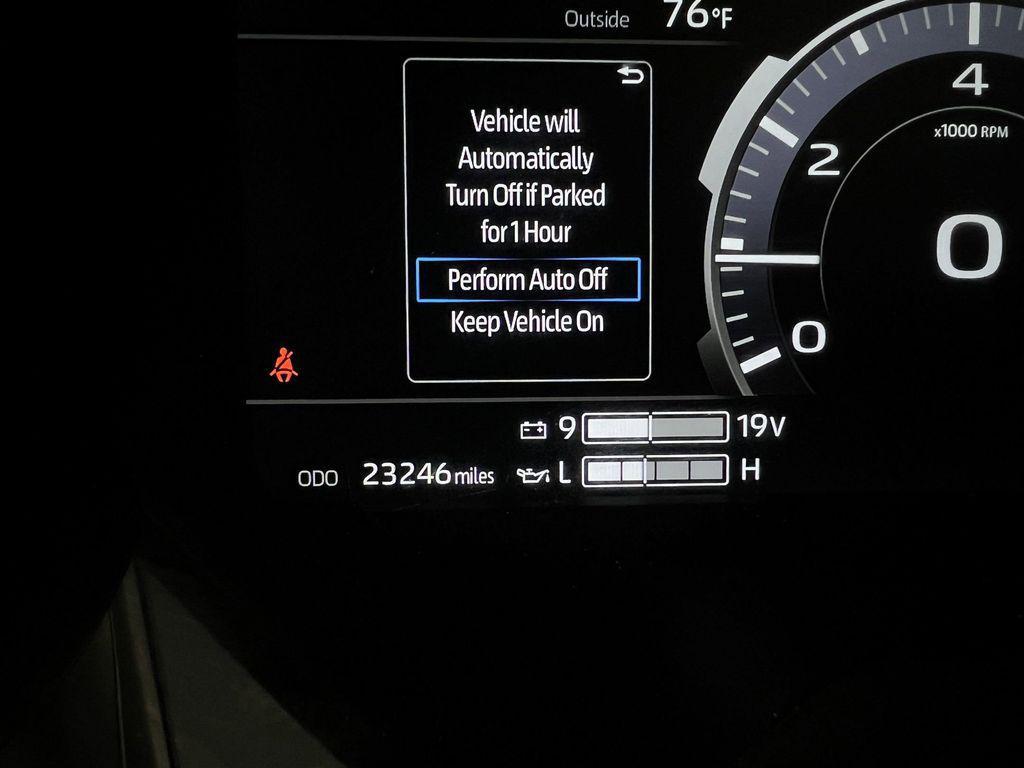 Outside 76°F
Vehicle will
Automatically
Turn Off if Parked
for 1 Hour
Perform Auto Off
Keep Vehicle On
4
x1000 RPM
2
0
0
9 19V
ODO 23246 miles L H